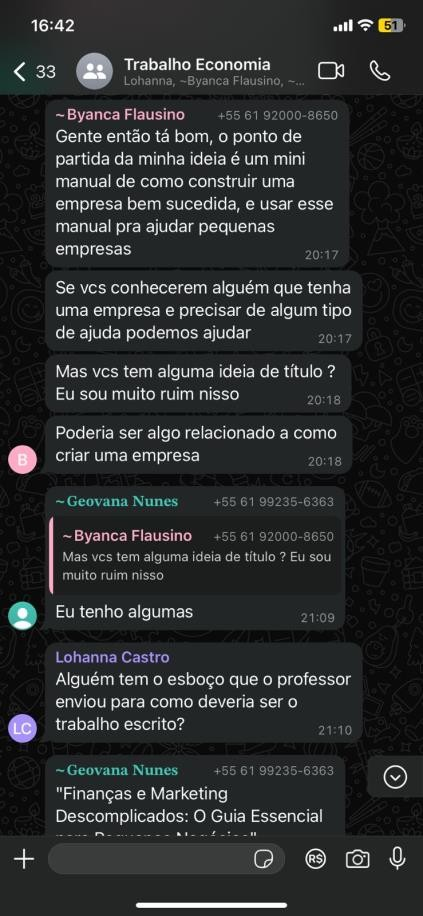 16:42
51
33
Trabalho Economia
Lohanna, ~Byanca Flausino, ~...
~Byanca Flausino +55 61 92000-8650
Gente então tá bom, o ponto de
partida da minha ideia é um mini
manual de como construir uma
empresa bem sucedida, e usar esse
manual pra ajudar pequenas
empresas
20:17
Se vcs conhecerem alguém que tenha
uma empresa e precisar de algum tipo
de ajuda podemos ajudar
20:17
Mas vcs tem alguma ideia de título ?
Eu sou muito ruim nisso
20:18
Poderia ser algo relacionado a como
criar uma empresa
20:18
B
~Geovana Nunes +55 61 99235-6363
~Byanca Flausino +55 61 92000-8650
Mas vcs tem alguma ideia de título ? Eu sou
muito ruim nisso
Eu tenho algumas
21:09
Lohanna Castro
Alguém tem o esboço que o professor
enviou para como deveria ser o
trabalho escrito?
21:10
LC
~Geovana Nunes +55 61 99235-6363
"Finanças e Marketing
Descomplicados: O Guia Essencial
para Pequenos Negócios"
R$